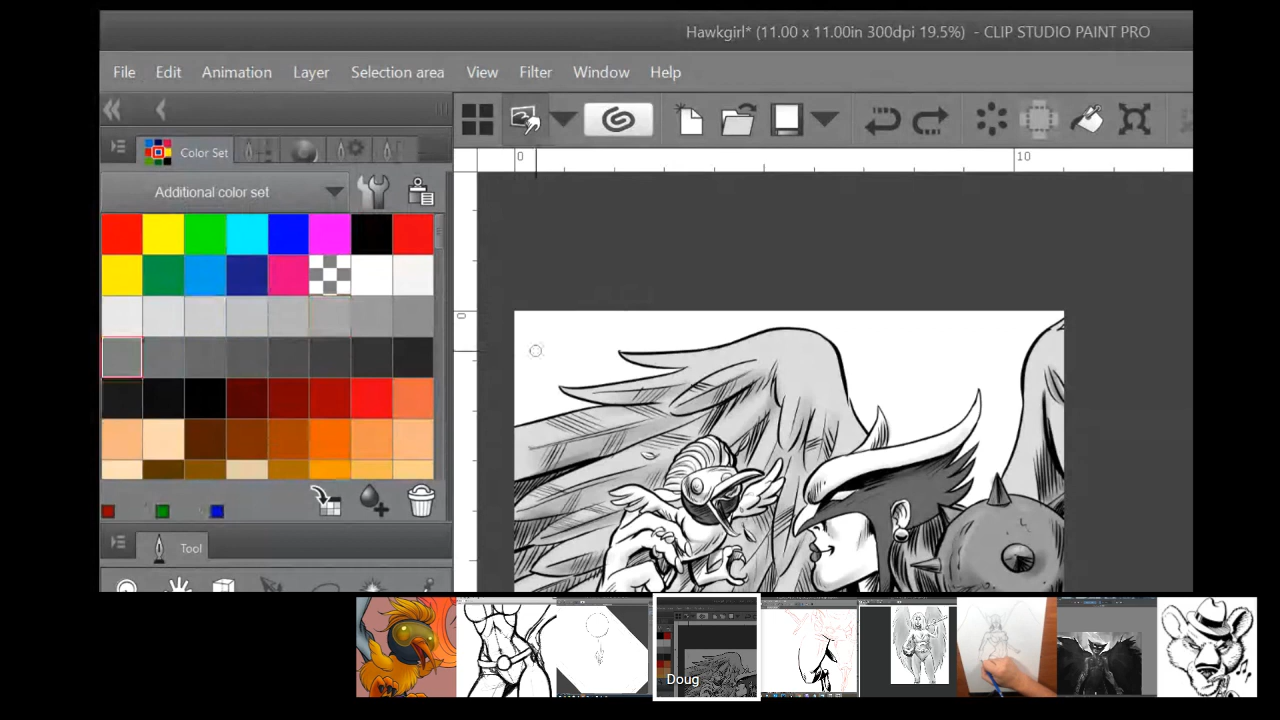 Hawkgirl* (11.00 x 11.00in 300dpi 19.5%) - CLIP STUDIO PAINT PRO
File Edit Animation Layer Selection area View Filter Window Help
Color Set
0 10
Additional color set
0
Tool
Doug